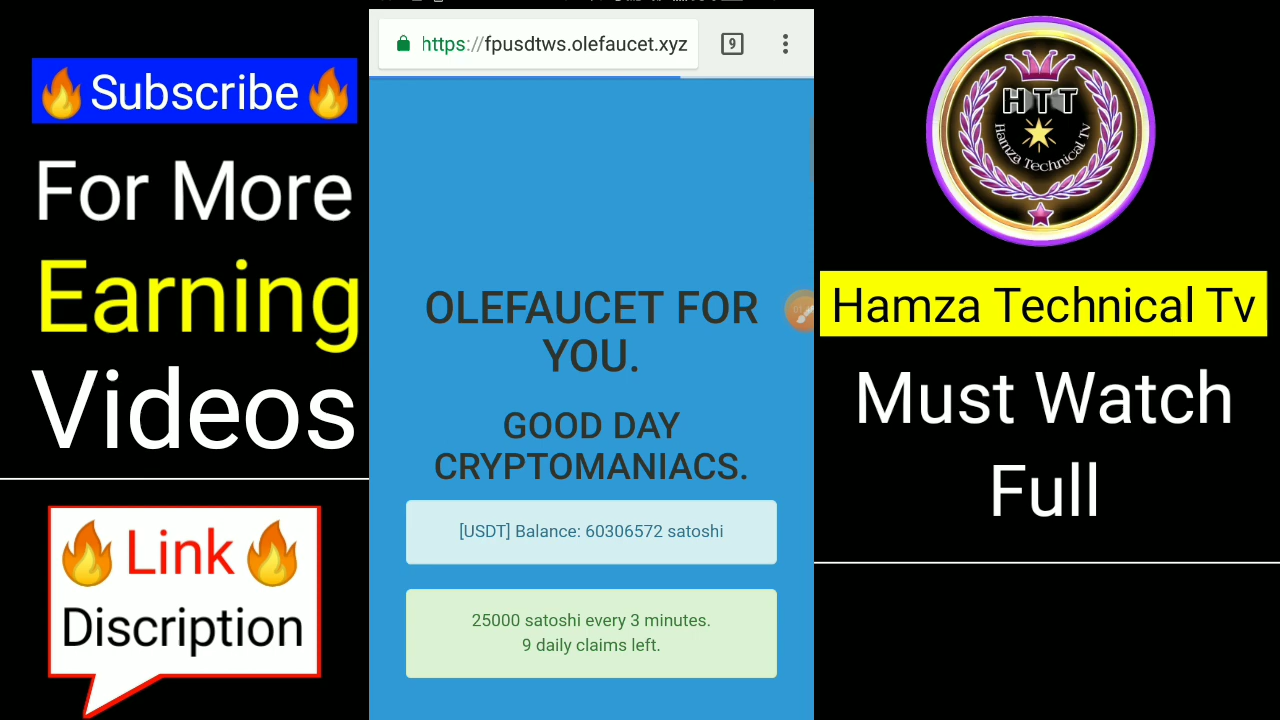 🔥Subscribe🔥
For More
Earning
Videos
🔥Link🔥
Discription
https://fpusdtws.olefaucet.xyz
9
OLEFAUCET FOR
YOU.
GOOD DAY
CRYPTOMANIACS.
[USDT] Balance: 60306572 satoshi
25000 satoshi every 3 minutes.
9 daily claims left.
HTT
Hamza Technical Tv
Hamza Technical Tv
Must Watch
Full